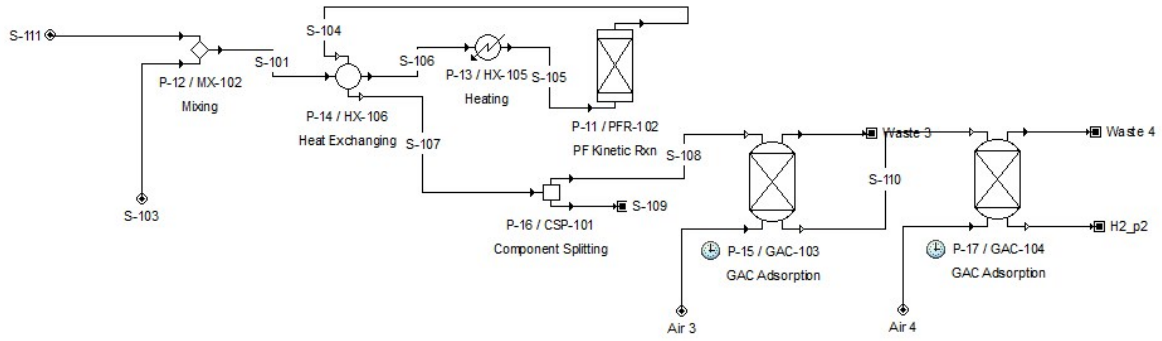 S-111
S-104
S-101
S-106
P-13 / HX-105
Heating
S-105
P-12 / MX-102
Mixing
P-14 / HX-106
Heat Exchanging
S-107
P-11 / PFR-102
PF Kinetic Rxn
S-108
Waste 3
Waste 4
S-110
S-103
S-109
P-16 / CSP-101
Component Splitting
H2_p2
P-15 / GAC-103
GAC Adsorption
P-17 / GAC-104
GAC Adsorption
Air 3
Air 4